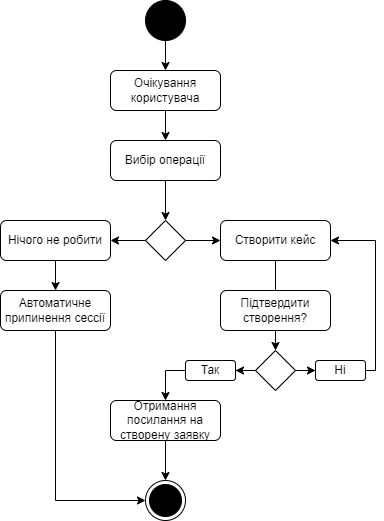 Очікування
користувача
Вибір операції
Нічого не робити
Створити кейс
Автоматичне
припинення сессії
Підтвердити
створення?
Так
Ні
Отримання
посилання на
створену заявку